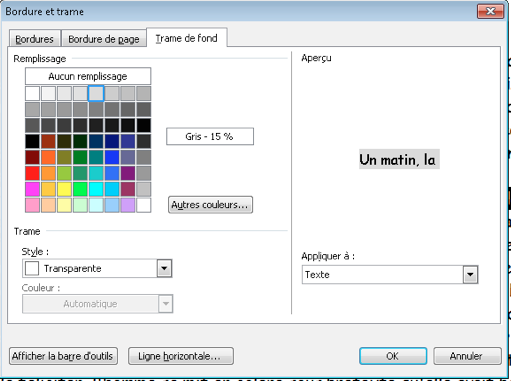 Bordure et trame
Bordures
Bordure de page
Trame de fond
Remplissage
Aucun remplissage
Gris - 15 %
Autres couleurs...
Trame
Style :
Transparente
Couleur :
Automatique
Aperçu
Un matin, la
Appliquer à :
Texte
Afficher la barre d'outils
Ligne horizontale...
OK
Annuler